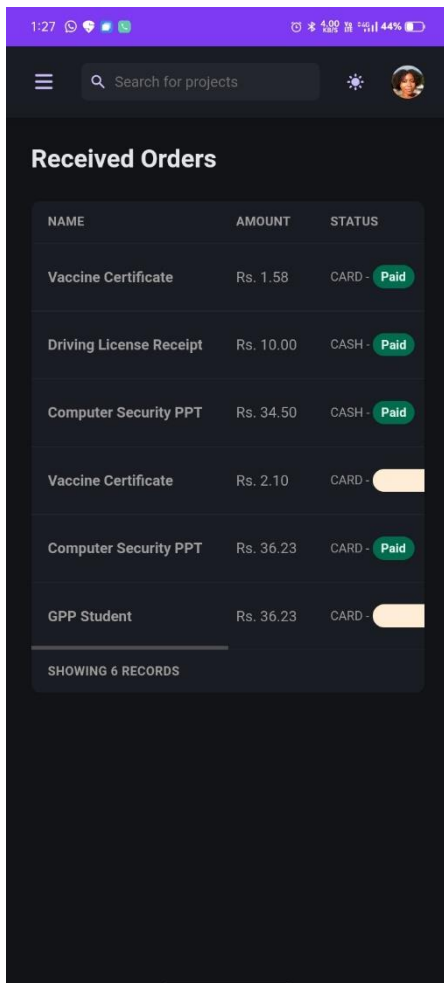 1:27 4.00 KB/S 44%
Search for projects
Received Orders
NAME AMOUNT STATUS
Vaccine Certificate Rs. 1.58 CARD - Paid
Driving License Receipt Rs. 10.00 CASH - Paid
Computer Security PPT Rs. 34.50 CASH - Paid
Vaccine Certificate Rs. 2.10 CARD -
Computer Security PPT Rs. 36.23 CARD - Paid
GPP Student Rs. 36.23 CARD -
SHOWING 6 RECORDS